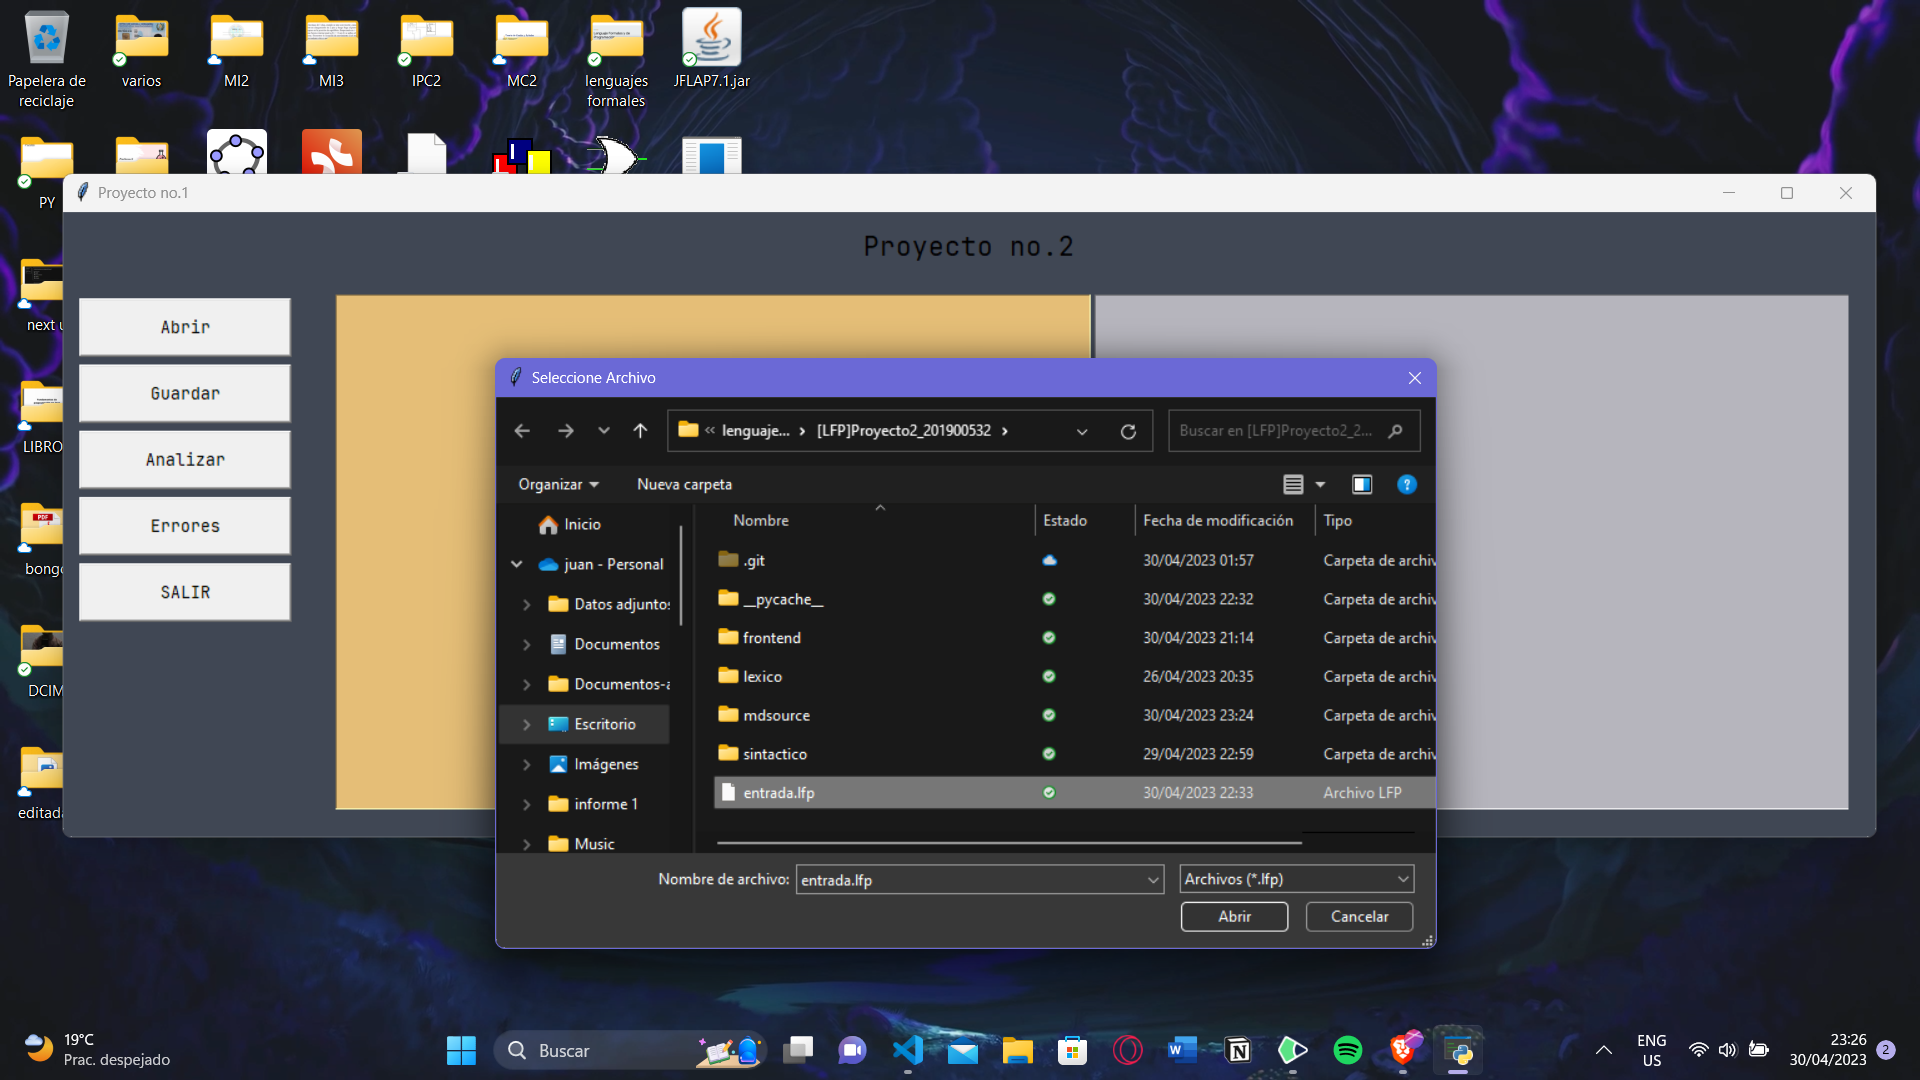 Papelera de reciclaje
varios
MI2
MI3
IPC2
MC2
lenguajes formales
JFLAP7.1.jar
PY
next u
LIBRO
PDF
bongo
DCIM
editada
Proyecto no.1
Proyecto no.2
Abrir
Guardar
Analizar
Errores
SALIR
Seleccione Archivo
« lenguaje... › [LFP]Proyecto2_201900532 ›
Buscar en [LFP]Proyecto2_2...
Organizar
Nueva carpeta
?
Nombre Estado Fecha de modificación Tipo
Inicio
juan - Personal
Datos adjuntos
Documentos
Documentos-a
Escritorio
Imágenes
informe 1
Music
.git 30/04/2023 01:57 Carpeta de archiv
__pycache__ 30/04/2023 22:32 Carpeta de archiv
frontend 30/04/2023 21:14 Carpeta de archiv
lexico 26/04/2023 20:35 Carpeta de archiv
mdsource 30/04/2023 23:24 Carpeta de archiv
sintactico 29/04/2023 22:59 Carpeta de archiv
entrada.lfp 30/04/2023 22:33 Archivo LFP
Nombre de archivo: entrada.lfp
Archivos (*.lfp)
Abrir
Cancelar
19°C
Prac. despejado
Buscar
ENG
US
23:26
30/04/2023
2